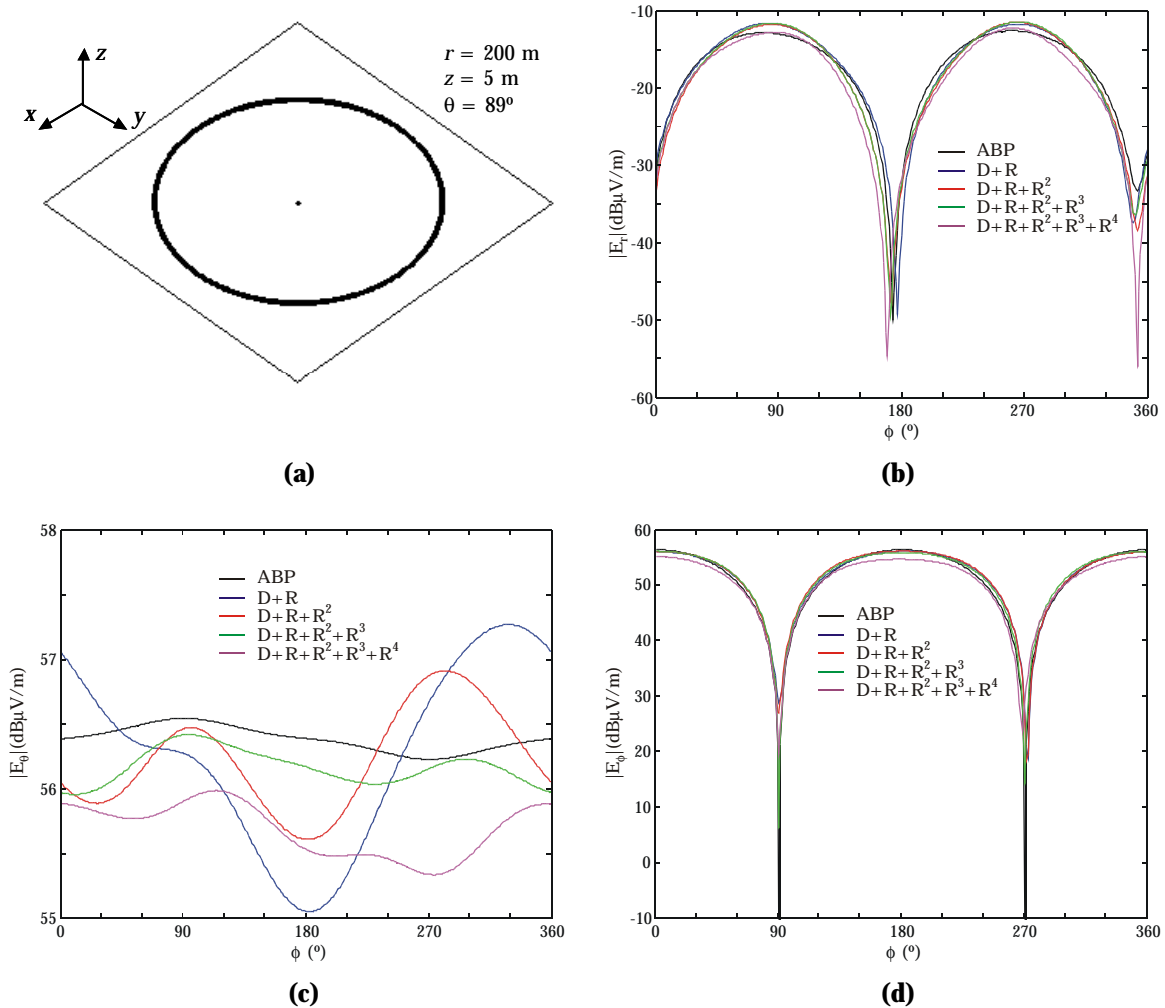 z
x
y
r = 200 m
z = 5 m
θ = 89º
(a)
-10
-20
-30
-40
-50
-60
|E_r| (dBµV/m)
ABP
D+R
D+R+R²
D+R+R²+R³
D+R+R²+R³+R⁴
0
90
180
270
360
ϕ (º)
(b)
58
57
56
55
|E_θ| (dBµV/m)
ABP
D+R
D+R+R²
D+R+R²+R³
D+R+R²+R³+R⁴
0
90
180
270
360
ϕ (º)
(c)
60
50
40
30
20
10
0
-10
|E_ϕ| (dBµV/m)
ABP
D+R
D+R+R²
D+R+R²+R³
D+R+R²+R³+R⁴
0
90
180
270
360
ϕ (º)
(d)